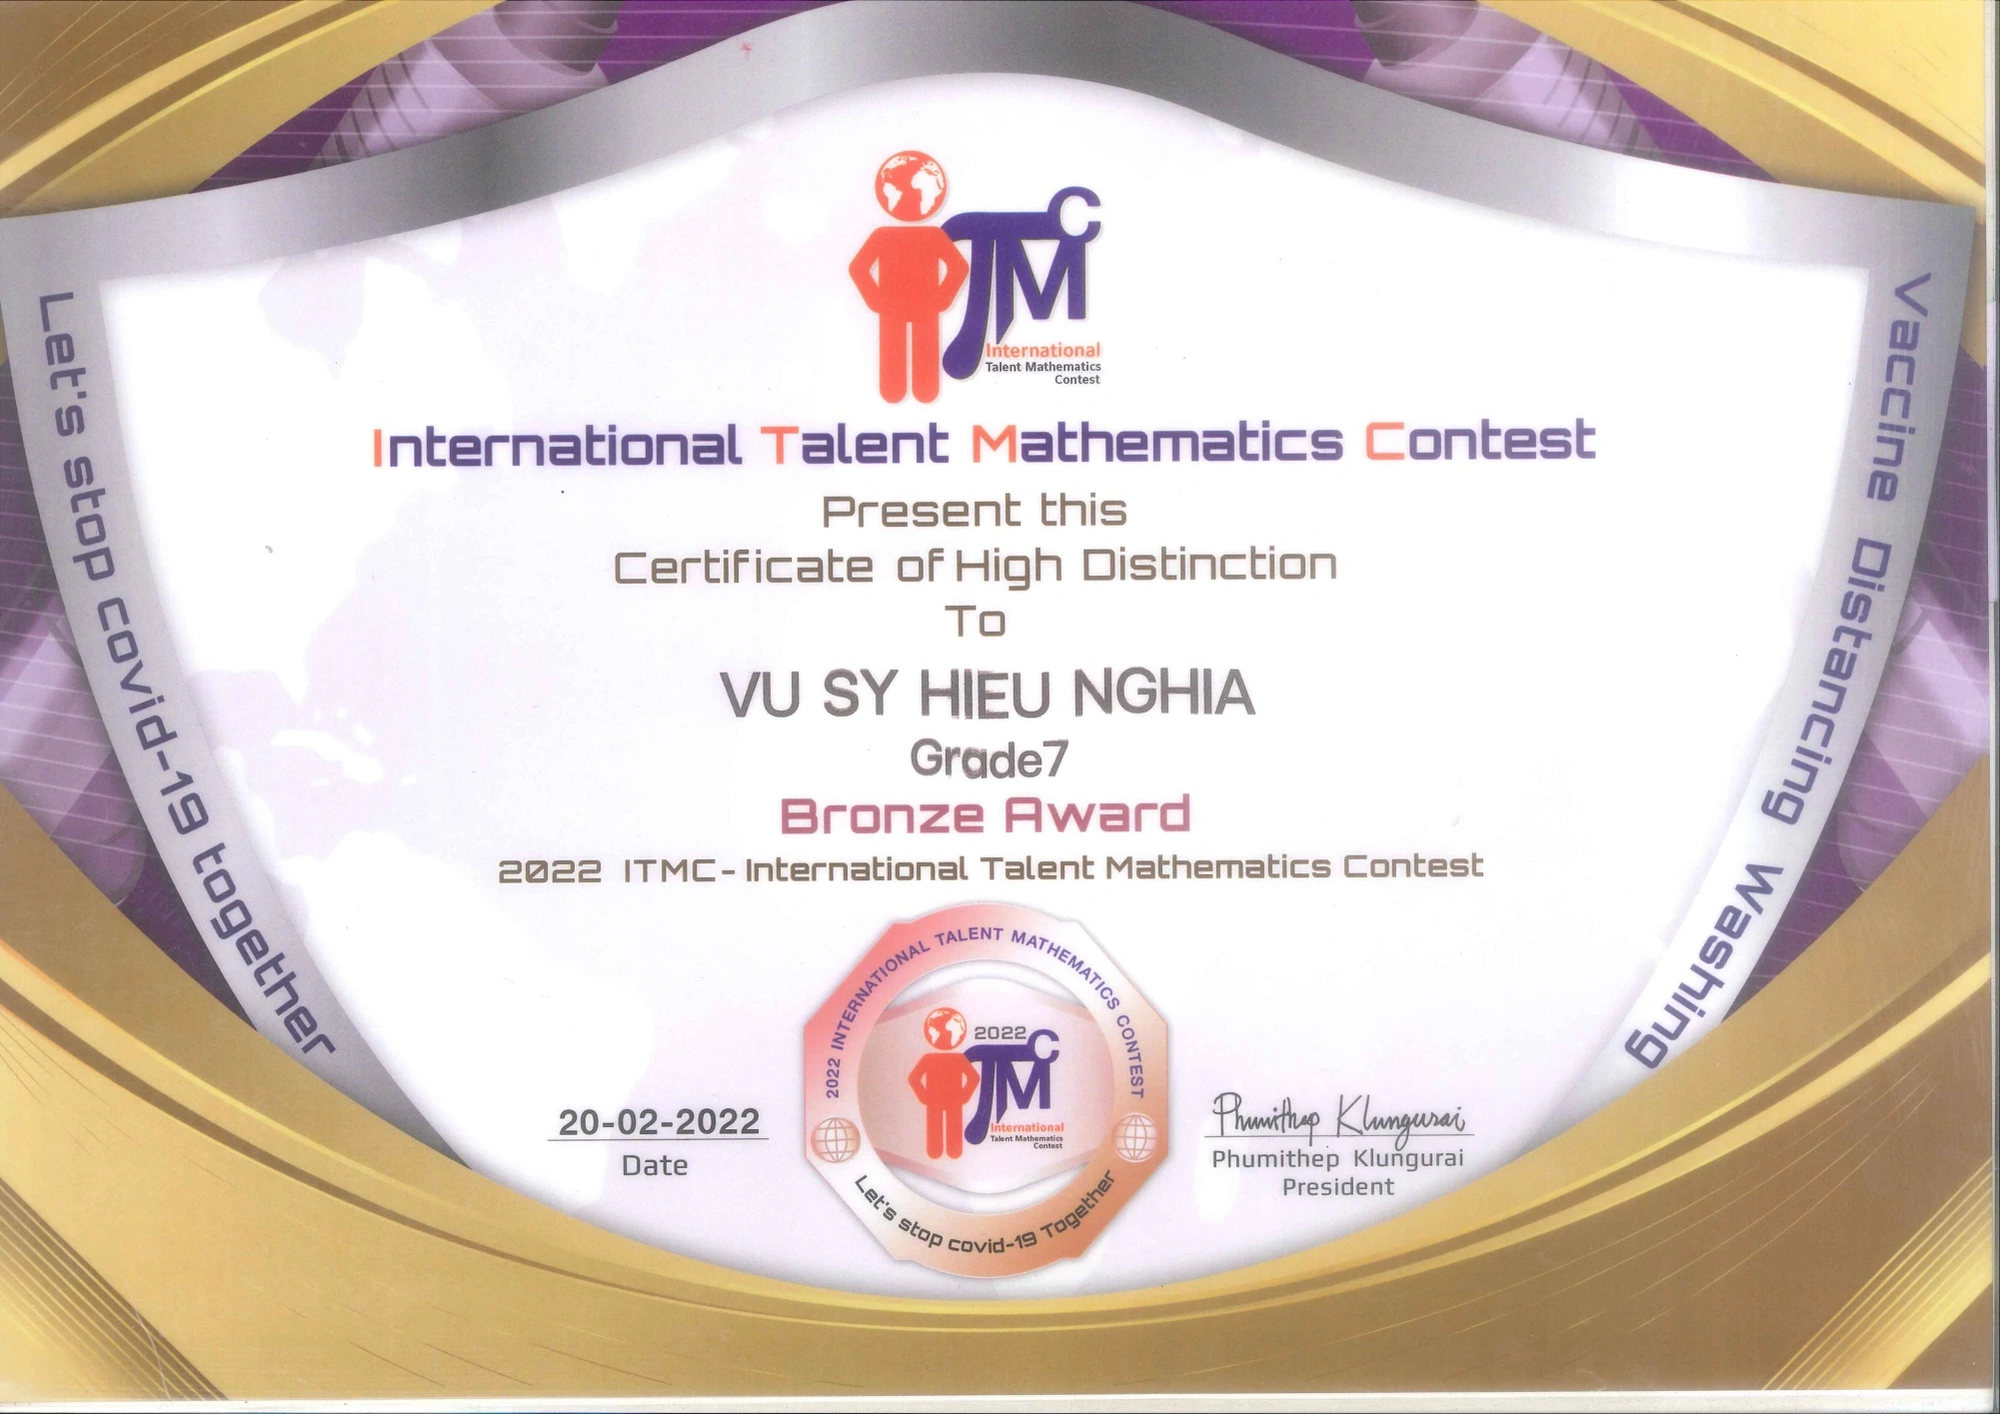 C
ITM
International
Talent Mathematics
Contest
International Talent Mathematics Contest
Present this
Certificate of High Distinction
To
VU SY HIEU NGHIA
Grade7
Bronze Award
2022 ITMC - International Talent Mathematics Contest
Let's stop covid-19 together
Vaccine Distancing Washing
2022 INTERNATIONAL TALENT MATHEMATICS CONTEST
2022
C
ITM
International
Talent Mathematics
Contest
Let's stop covid-19 Together
20-02-2022
Date
Phumithep Klungurai
Phumithep Klungurai
President